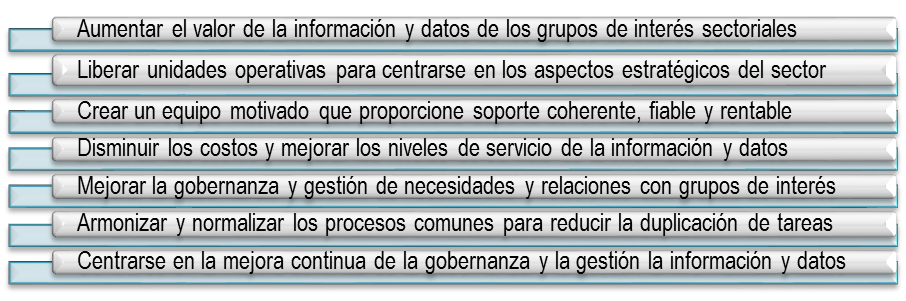 Aumentar el valor de la información y datos de los grupos de interés sectoriales
Liberar unidades operativas para centrarse en los aspectos estratégicos del sector
Crear un equipo motivado que proporcione soporte coherente, fiable y rentable
Disminuir los costos y mejorar los niveles de servicio de la información y datos
Mejorar la gobernanza y gestión de necesidades y relaciones con grupos de interés
Armonizar y normalizar los procesos comunes para reducir la duplicación de tareas
Centrarse en la mejora continua de la gobernanza y la gestión la información y datos